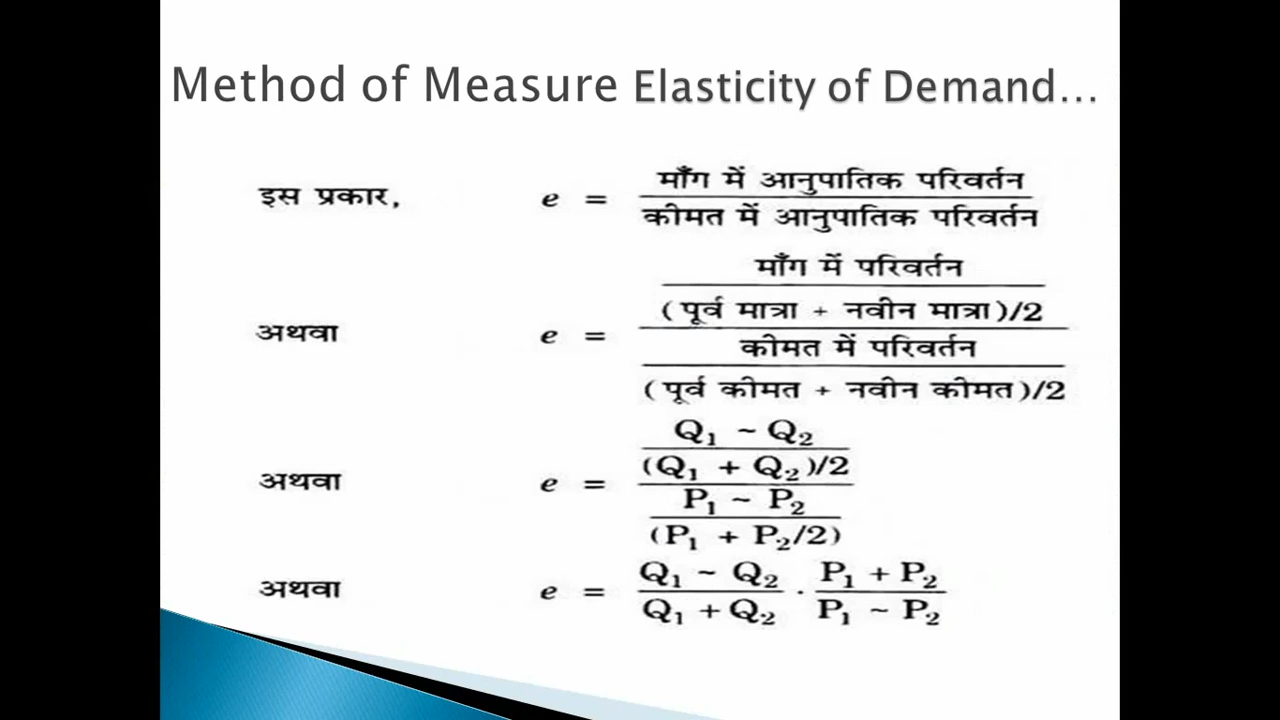 Method of Measure Elasticity of Demand...
इस प्रकार, e = माँग में आनुपातिक परिवर्तन
कीमत में आनुपातिक परिवर्तन
माँग में परिवर्तन
(पूर्व मात्रा + नवीन मात्रा)/2
अथवा e =
कीमत में परिवर्तन
(पूर्व कीमत + नवीन कीमत)/2
Q₁ ~ Q₂
(Q₁ + Q₂)/2
अथवा e =
P₁ ~ P₂
(P₁ + P₂/2)
अथवा e = Q₁ ~ Q₂ . P₁ + P₂
Q₁ + Q₂ P₁ ~ P₂